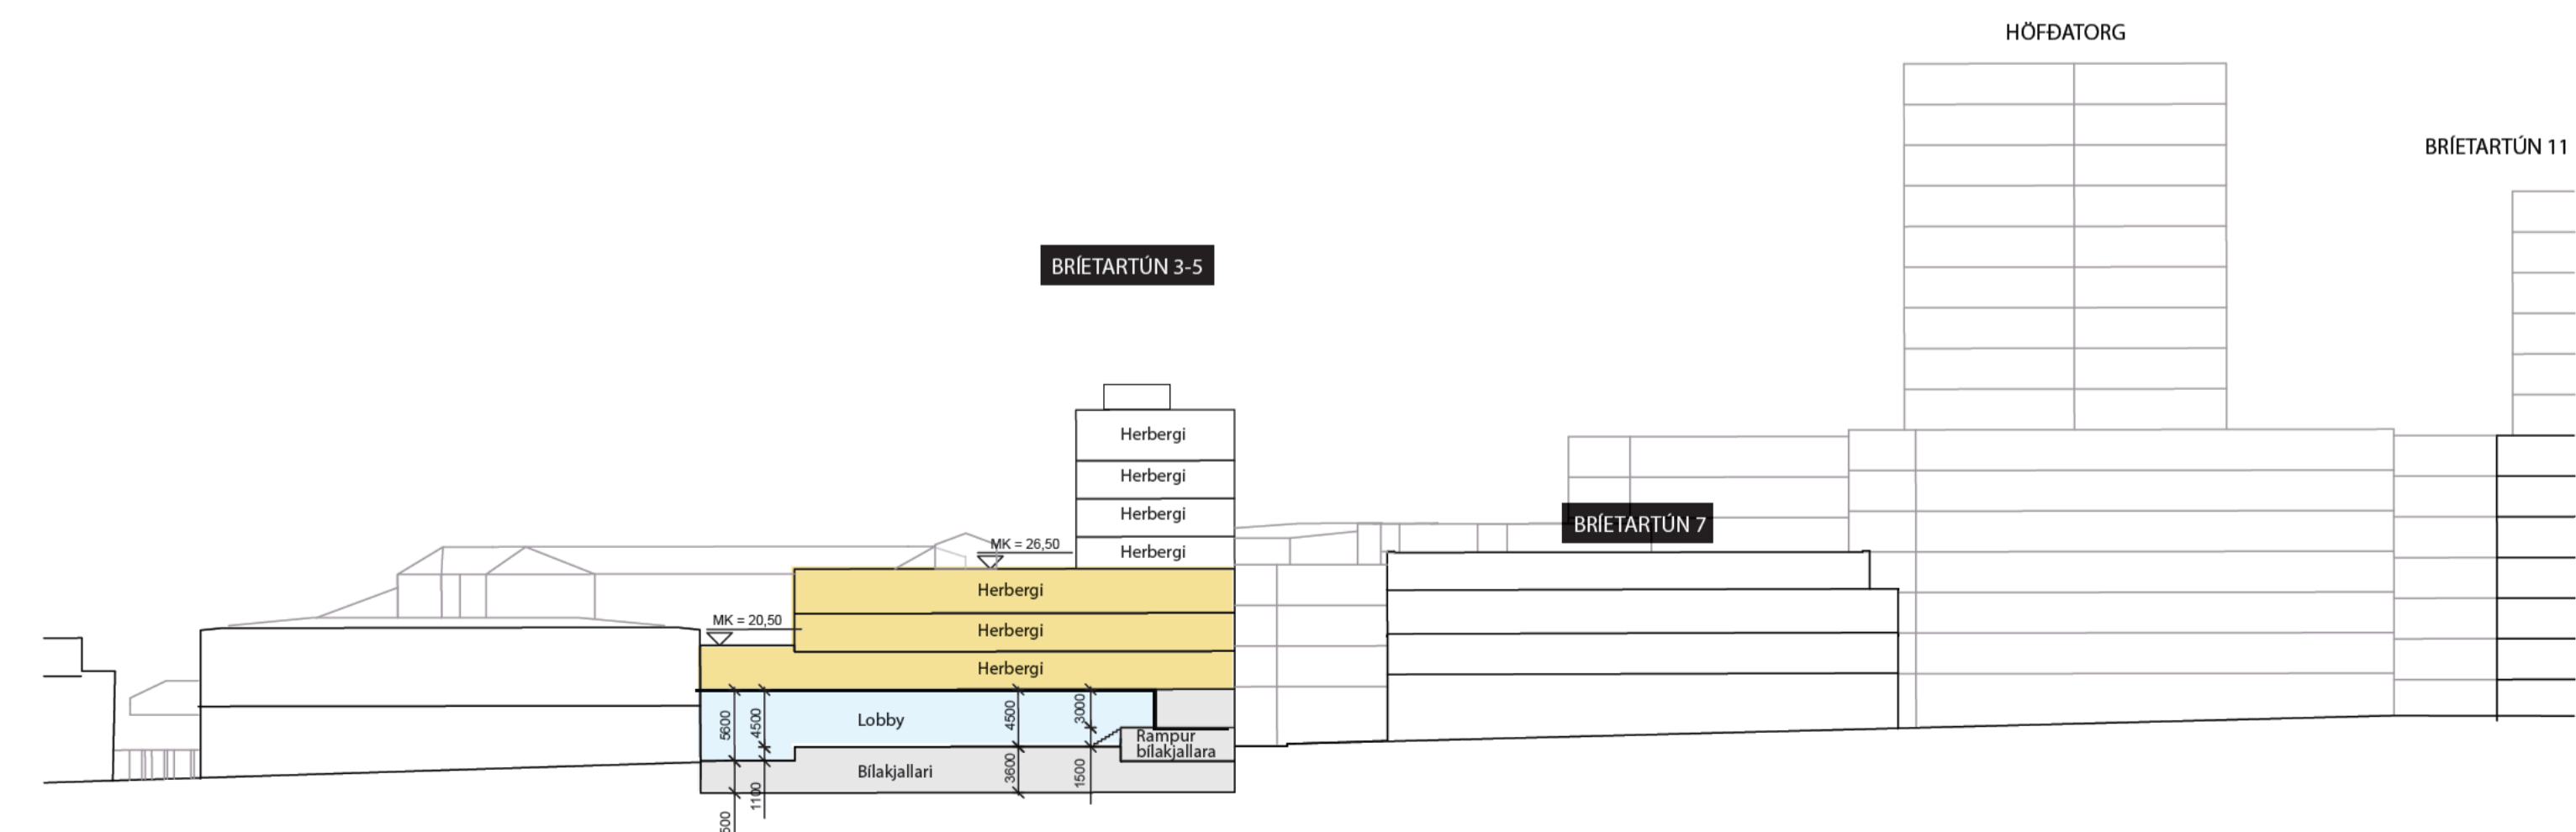 HÖFÐATORG
BRÍETARTÚN 11
BRÍETARTÚN 3-5
Herbergi
Herbergi
Herbergi
BRÍETARTÚN 7
MK = 26,50
Herbergi
Herbergi
MK = 20,50
Herbergi
Herbergi
5600
4500
Lobby
4500
3000
Rampur
bílakjallara
Bílakjallari
1100
3600
1500